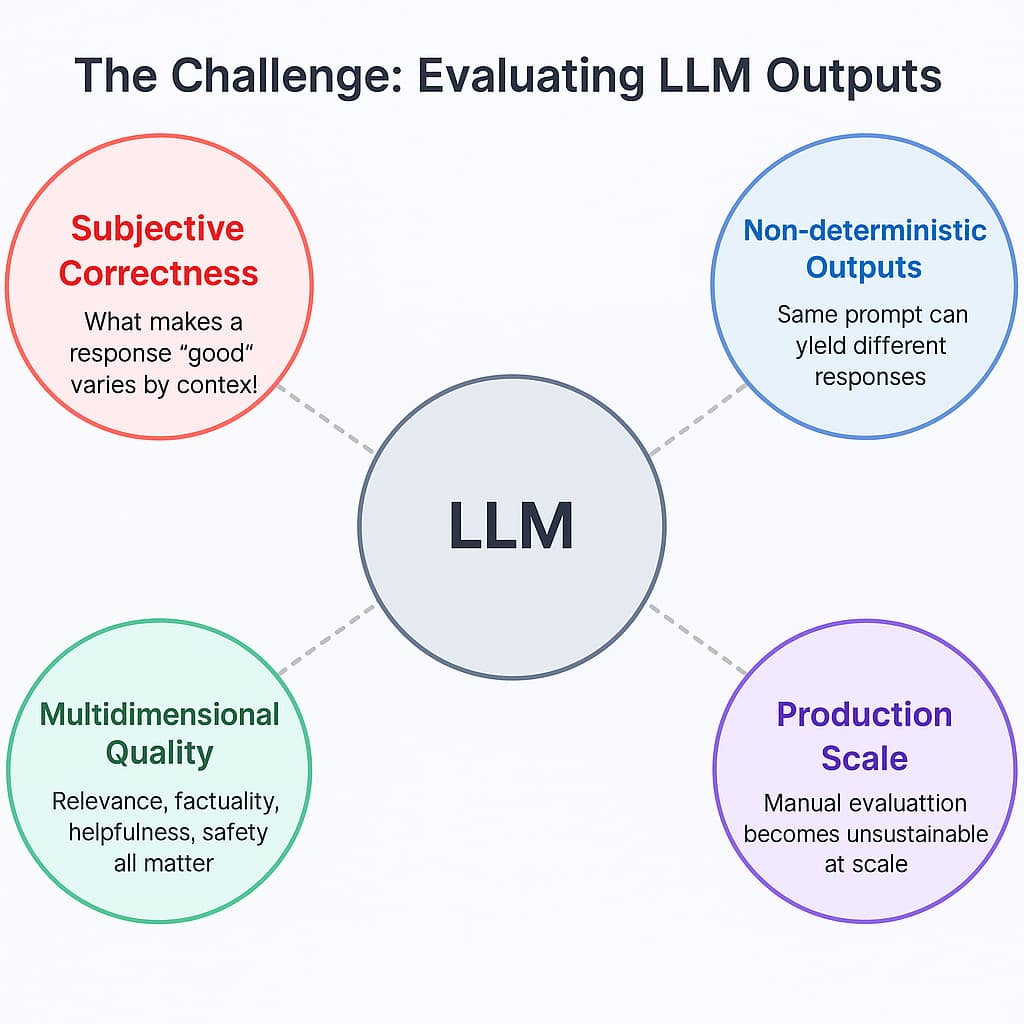 The Challenge: Evaluating LLM Outputs
Subjective
Correctness
What makes a
response “good“
varies by contex!
Non-deterministic
Outputs
Same prompt can
yleld different
responses
LLM
Multidimensional
Quality
Relevance, factuality,
helpfulness, safety
all matter
Production
Scale
Manual evaluattion
becomes unsustainable
at scale